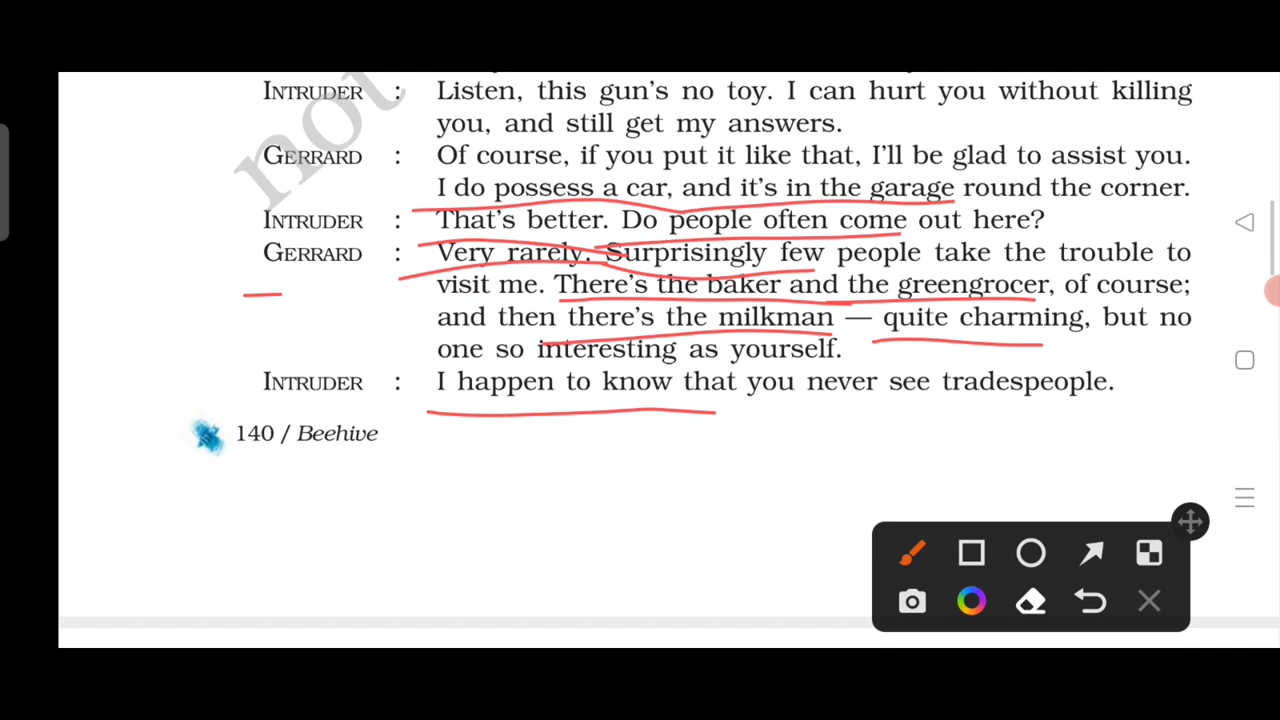 INTRUDER : Listen, this gun's no toy. I can hurt you without killing
you, and still get my answers.
GERRARD : Of course, if you put it like that, I'll be glad to assist you.
I do possess a car, and it's in the garage round the corner.
INTRUDER : That's better. Do people often come out here?
GERRARD : Very rarely. Surprisingly few people take the trouble to
visit me. There's the baker and the greengrocer, of course;
and then there's the milkman — quite charming, but no
one so interesting as yourself.
INTRUDER : I happen to know that you never see tradespeople.
140 / Beehive
not